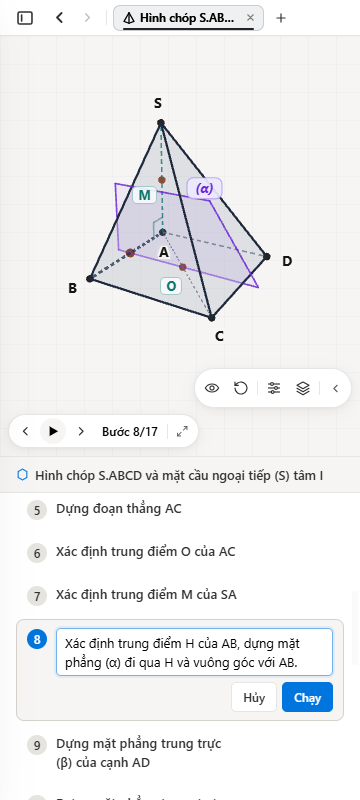 Hình chóp S.AB...
S
M
(α)
A
D
B
O
C
Bước 8/17
Hình chóp S.ABCD và mặt cầu ngoại tiếp (S) tâm I
5 Dựng đoạn thẳng AC
6 Xác định trung điểm O của AC
7 Xác định trung điểm M của SA
8 Xác định trung điểm H của AB, dựng mặt
phẳng (α) đi qua H và vuông góc với AB.
Hủy Chạy
9 Dựng mặt phẳng trung trực
(β) của cạnh AD